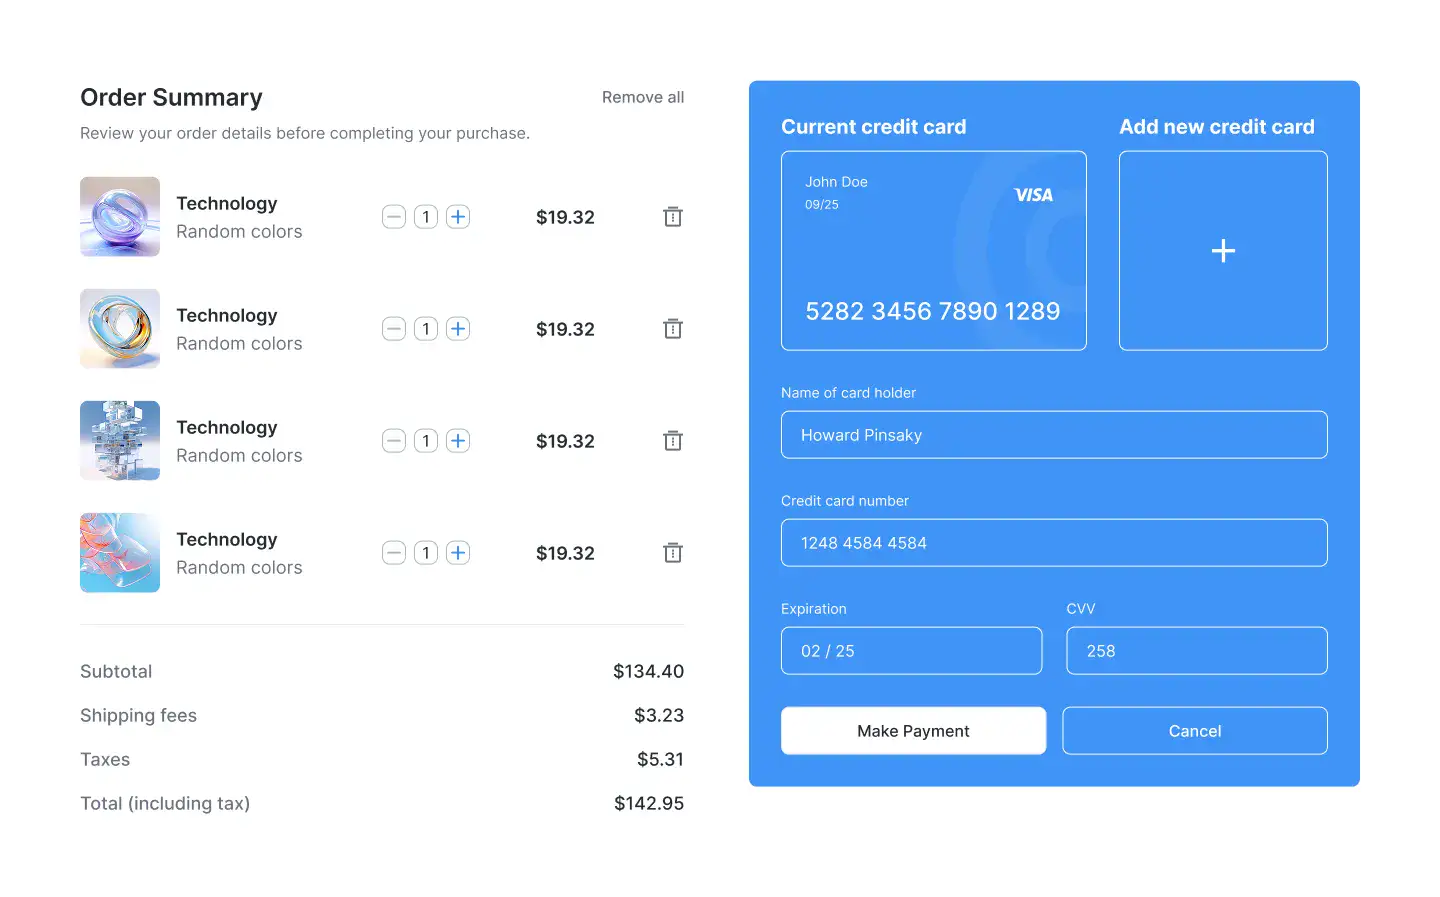 Order Summary
Remove all
Review your order details before completing your purchase.
Technology
Random colors
1
$19.32
Technology
Random colors
1
$19.32
Technology
Random colors
1
$19.32
Technology
Random colors
1
$19.32
Subtotal
$134.40
Shipping fees
$3.23
Taxes
$5.31
Total (including tax)
$142.95
Current credit card
John Doe
09/25
VISA
5282 3456 7890 1289
Add new credit card
Name of card holder
Howard Pinsaky
Credit card number
1248 4584 4584
Expiration
02 / 25
CVV
258
Make Payment
Cancel